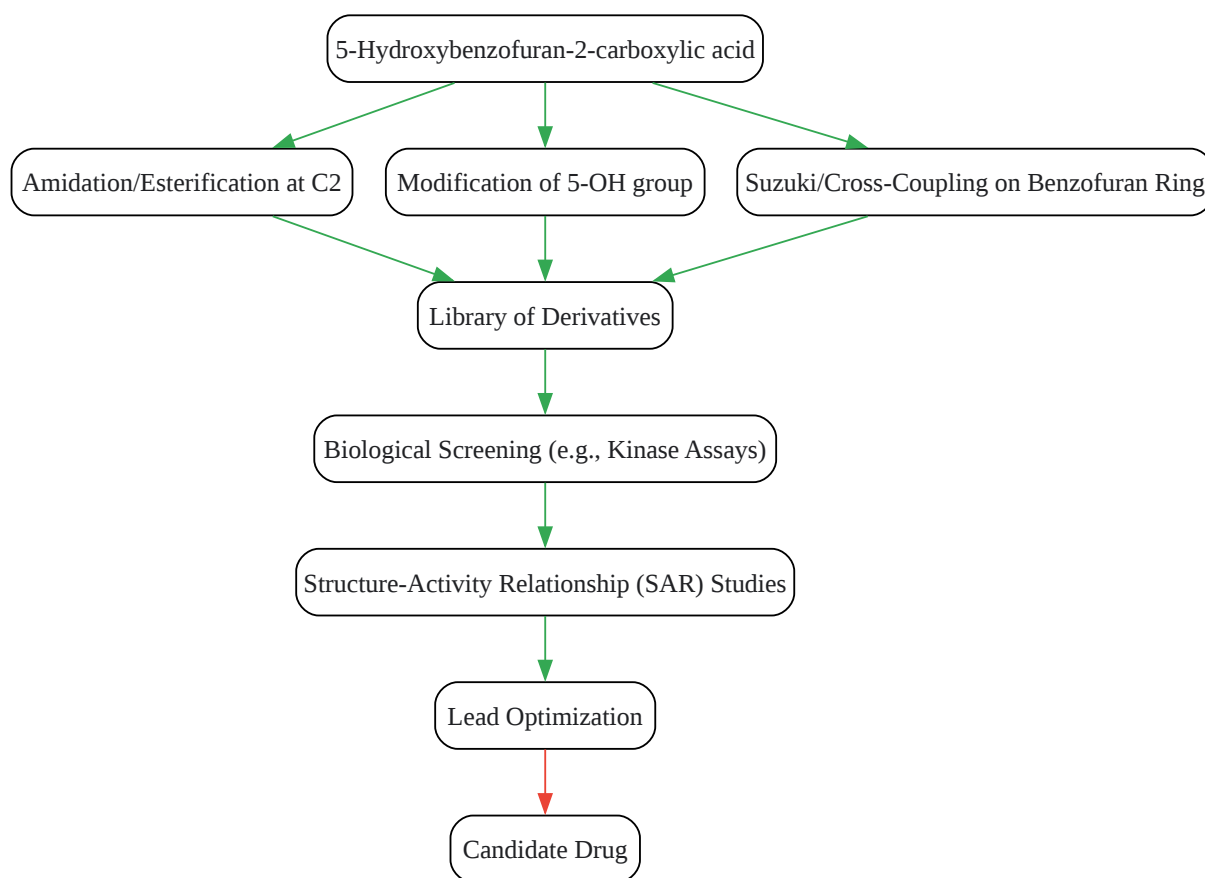 5-Hydroxybenzofuran-2-carboxylic acid
Amidation/Esterification at C2
Modification of 5-OH group
Suzuki/Cross-Coupling on Benzofuran Ring
Library of Derivatives
Biological Screening (e.g., Kinase Assays)
Structure-Activity Relationship (SAR) Studies
Lead Optimization
Candidate Drug